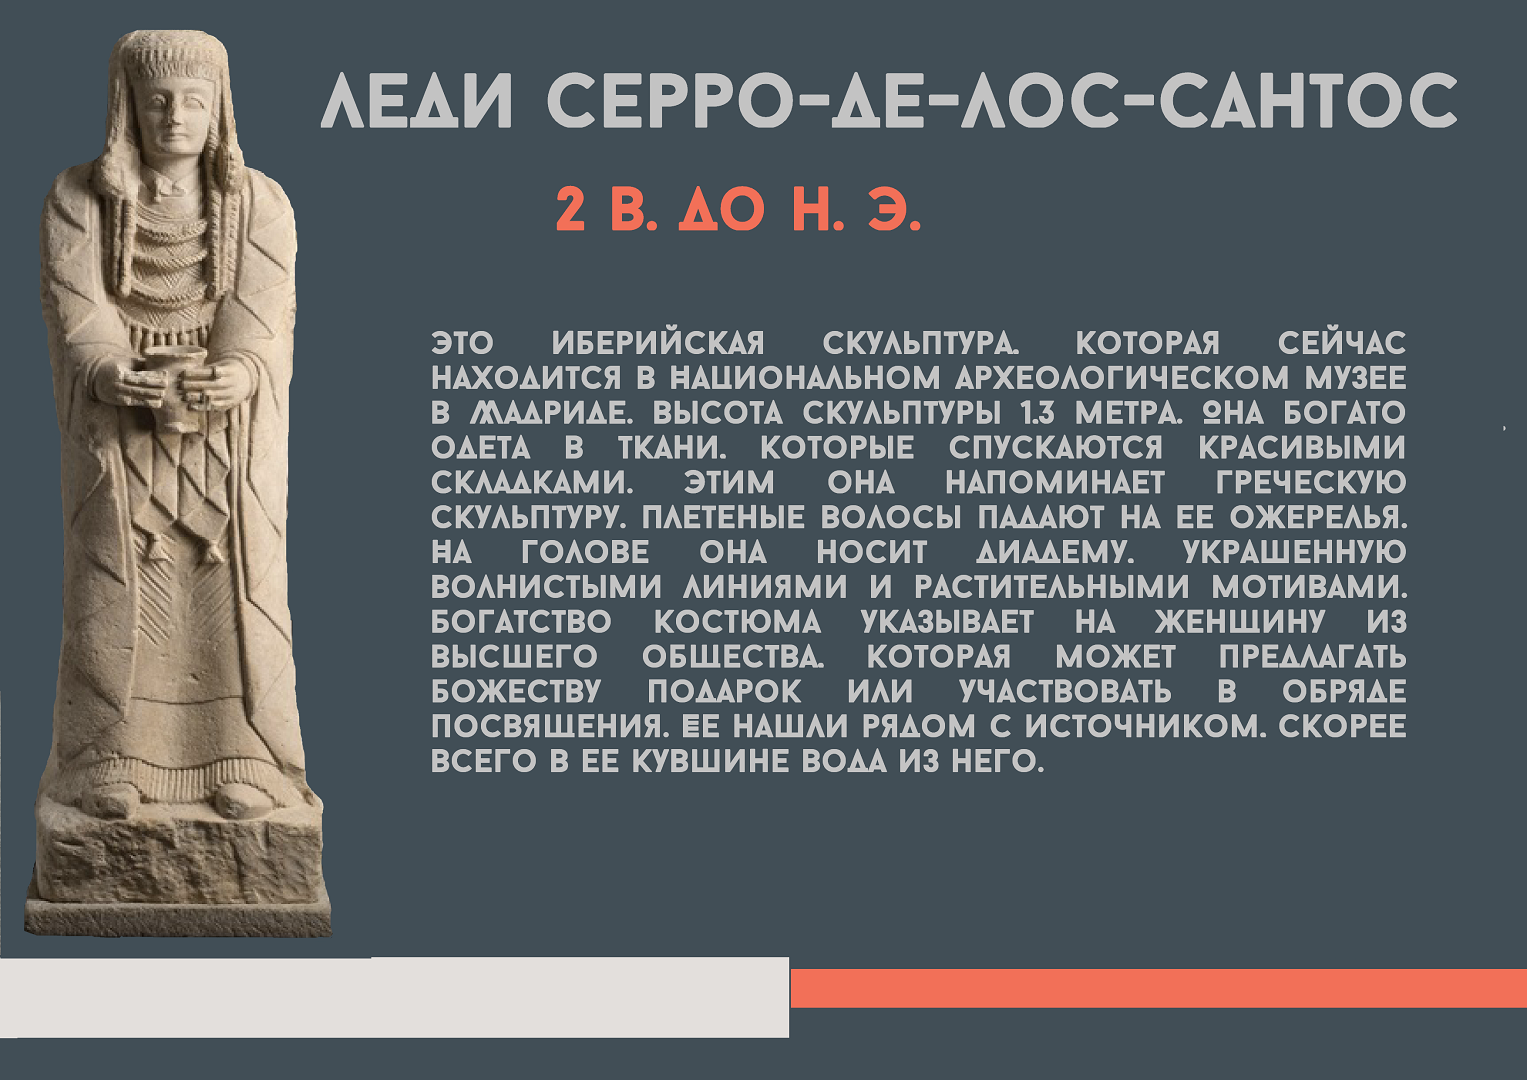 ЛЕДИ СЕРРО-ДЕ-ЛОС-САНТОС
2 В. ДО Н. Э.
ЭТО ИБЕРИЙСКАЯ СКУЛЬПТУРА. КОТОРАЯ СЕЙЧАС
НАХОДИТСЯ В НАЦИОНАЛЬНОМ АРХЕОЛОГИЧЕСКОМ МУЗЕЕ
В МАДРИДЕ. ВЫСОТА СКУЛЬПТУРЫ 1.3 МЕТРА. ОНА БОГАТО
ОДЕТА В ТКАНИ. КОТОРЫЕ СПУСКАЮТСЯ КРАСИВЫМИ
СКЛАДКАМИ. ЭТИМ ОНА НАПОМИНАЕТ ГРЕЧЕСКУЮ
СКУЛЬПТУРУ. ПЛЕТЕНЫЕ ВОЛОСЫ ПАДАЮТ НА ЕЕ ОЖЕРЕЛЬЯ.
НА ГОЛОВЕ ОНА НОСИТ ДИАДЕМУ. УКРАШЕННУЮ
ВОЛНИСТЫМИ ЛИНИЯМИ И РАСТИТЕЛЬНЫМИ МОТИВАМИ.
БОГАТСТВО КОСТЮМА УКАЗЫВАЕТ НА ЖЕНЩИНУ ИЗ
ВЫСШЕГО ОБЩЕСТВА. КОТОРАЯ МОЖЕТ ПРЕДЛАГАТЬ
БОЖЕСТВУ ПОДАРОК ИЛИ УЧАСТВОВАТЬ В ОБРЯДЕ
ПОСВЯЩЕНИЯ. ЕЕ НАШЛИ РЯДОМ С ИСТОЧНИКОМ. СКОРЕЕ
ВСЕГО В ЕЕ КУВШИНЕ ВОДА ИЗ НЕГО.